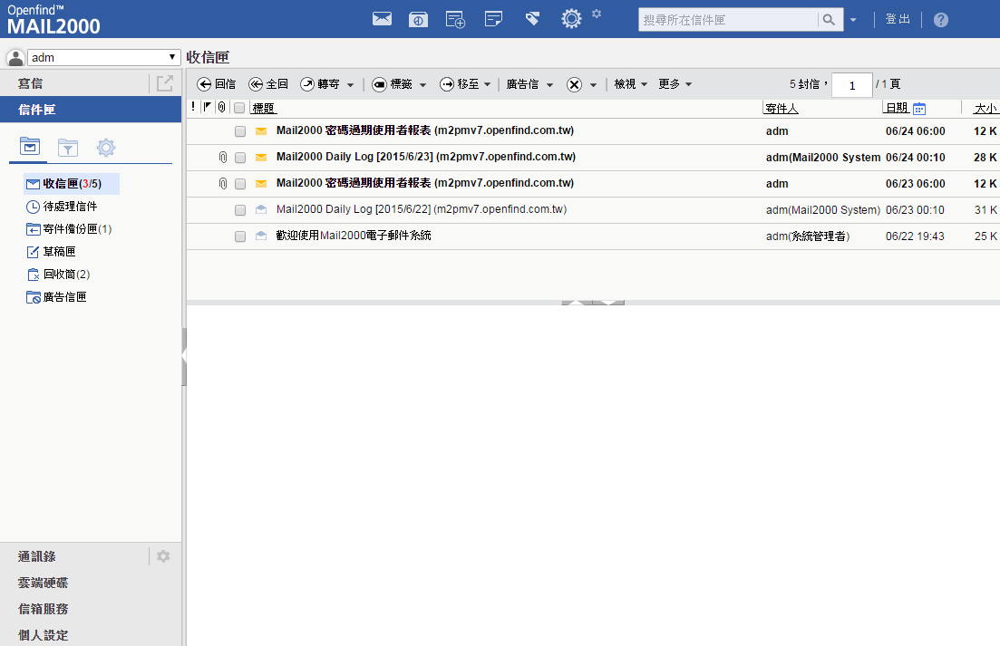 Openfind™
MAIL2000
搜尋所在信件匣
登出
adm
收信匣
寫信
回信 全回 轉寄 標籤 移至 廣告信 檢視 更多 5 封信， 1 / 1 頁
信件匣
! 標題 寄件人 日期 大小
Mail2000 密碼過期使用者報表 (m2pmv7.openfind.com.tw) adm 06/24 06:00 12 K
Mail2000 Daily Log [2015/6/23] (m2pmv7.openfind.com.tw) adm(Mail2000 System 06/24 00:10 28 K
Mail2000 密碼過期使用者報表 (m2pmv7.openfind.com.tw) adm 06/23 06:00 12 K
Mail2000 Daily Log [2015/6/22] (m2pmv7.openfind.com.tw) adm(Mail2000 System) 06/23 00:10 31 K
歡迎使用Mail2000電子郵件系統 adm(系統管理者) 06/22 19:43 25 K
收信匣(3/5)
待處理信件
寄件備份匣(1)
草稿匣
回收筒(2)
廣告信匣
通訊錄
雲端硬碟
信箱服務
個人設定